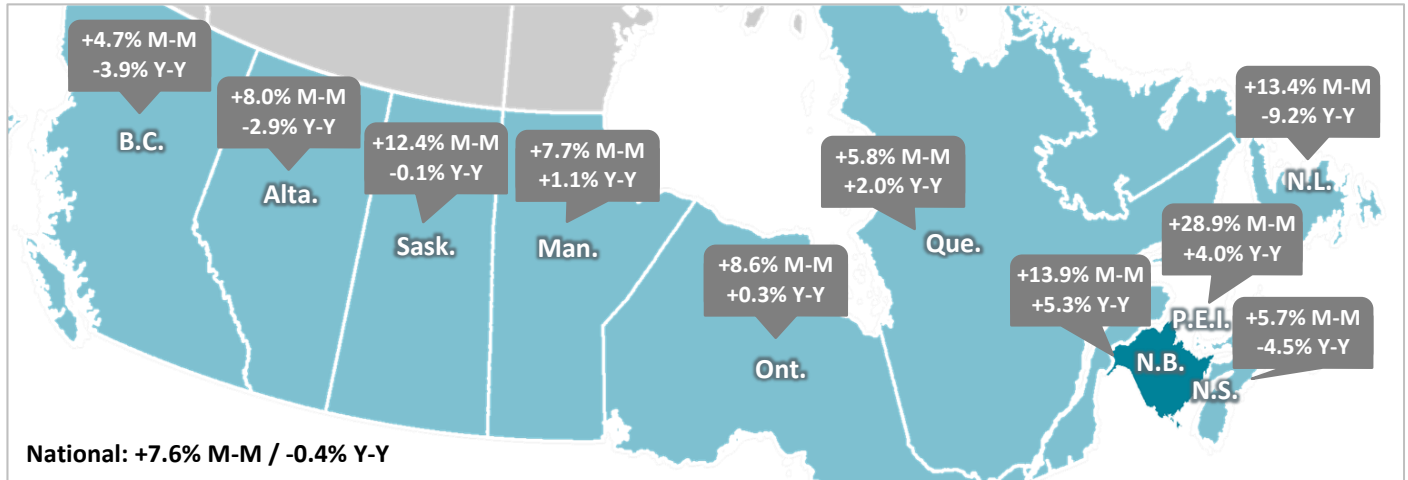 +4.7% M-M
-3.9% Y-Y
B.C.
+8.0% M-M
-2.9% Y-Y
Alta.
+12.4% M-M
-0.1% Y-Y
Sask.
+7.7% M-M
+1.1% Y-Y
Man.
+8.6% M-M
+0.3% Y-Y
Ont.
+5.8% M-M
+2.0% Y-Y
Que.
+13.4% M-M
-9.2% Y-Y
N.L.
+28.9% M-M
+4.0% Y-Y
P.E.I.
+13.9% M-M
+5.3% Y-Y
N.B.
+5.7% M-M
-4.5% Y-Y
N.S.
National: +7.6% M-M / -0.4% Y-Y